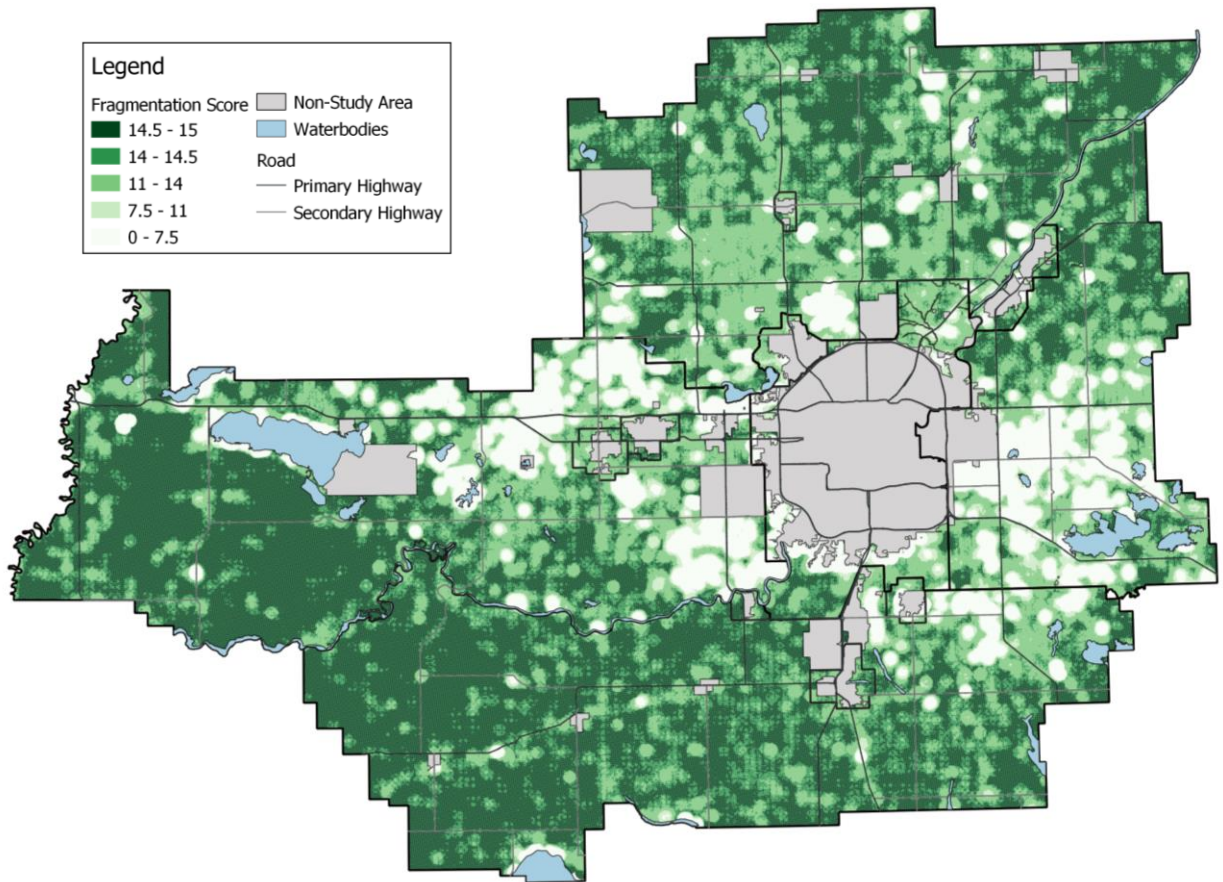 Legend
Fragmentation Score
14.5 - 15
14 - 14.5
11 - 14
7.5 - 11
0 - 7.5
Non-Study Area
Waterbodies
Road
Primary Highway
Secondary Highway